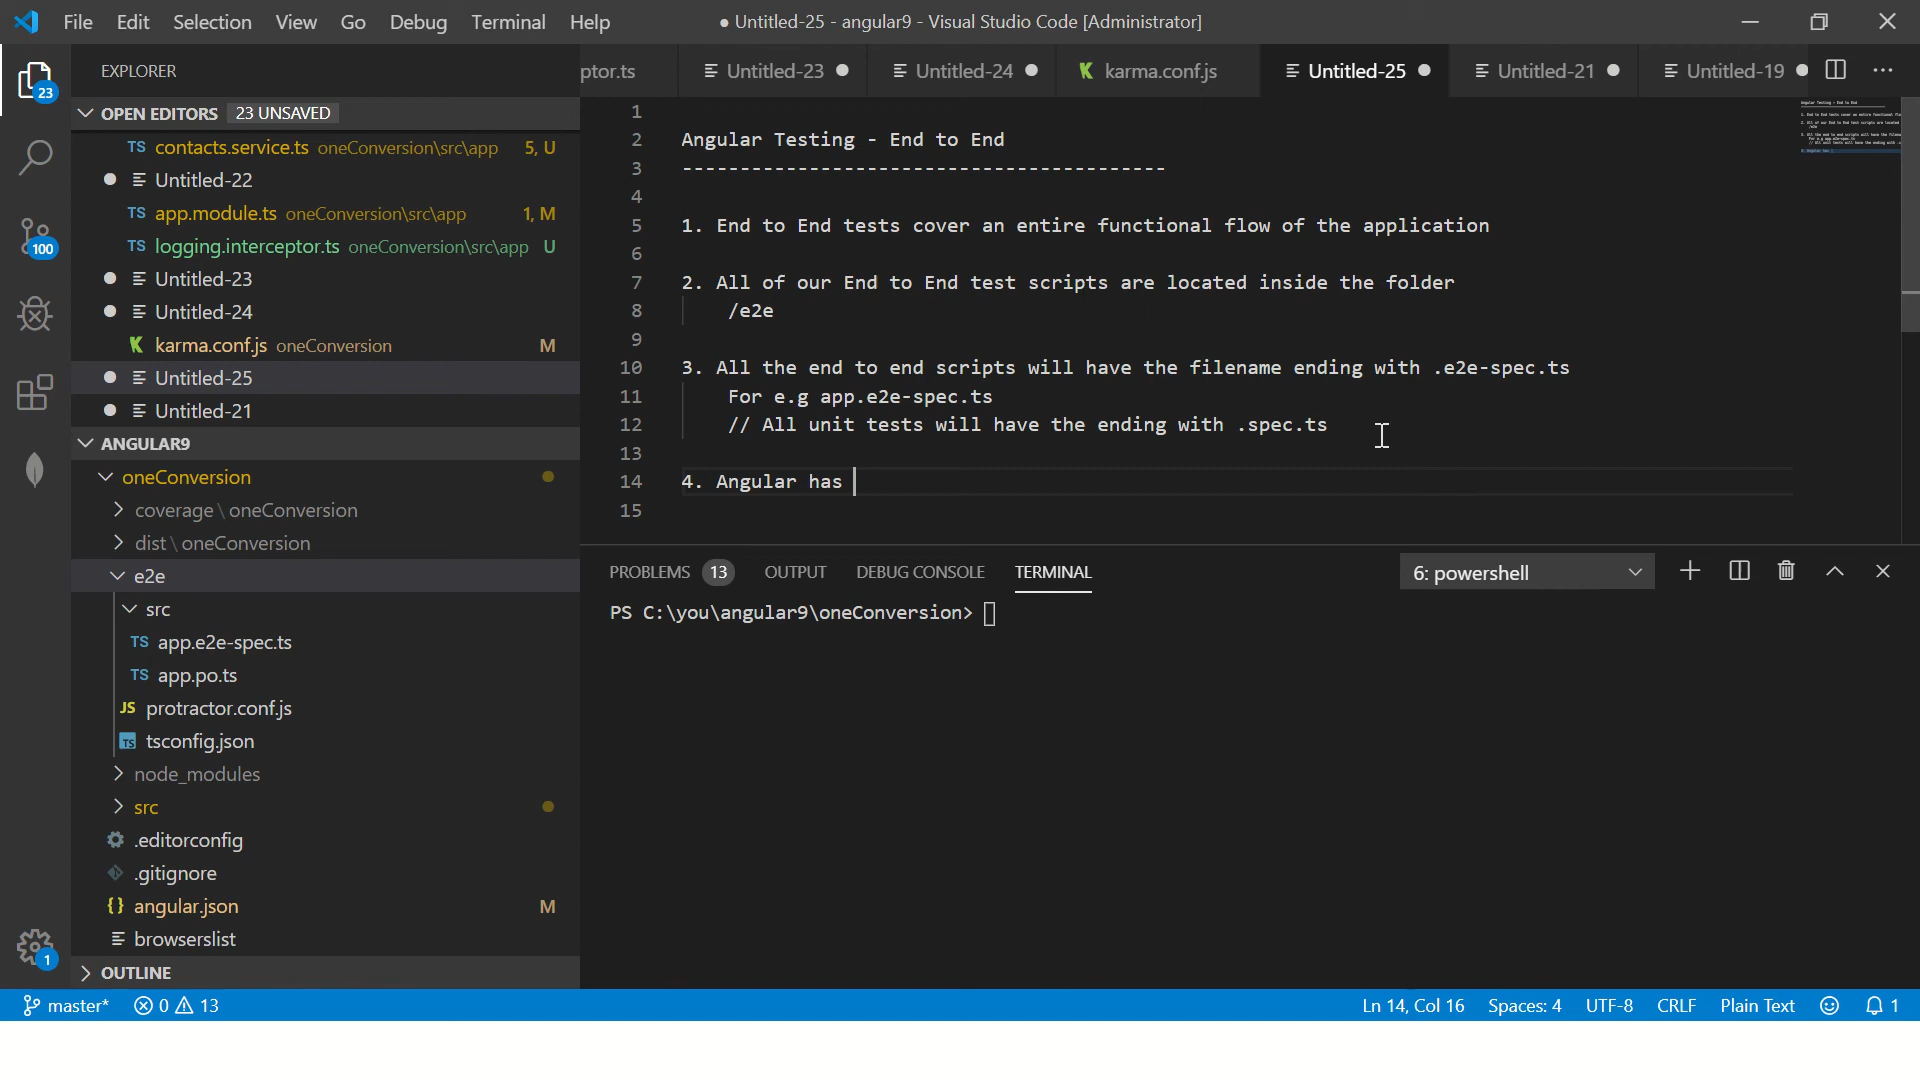 File Edit Selection View Go Debug Terminal Help ● Untitled-25 - angular9 - Visual Studio Code [Administrator]
EXPLORER
ptor.ts Untitled-23 Untitled-24 karma.conf.js Untitled-25 Untitled-21 Untitled-19
OPEN EDITORS 23 UNSAVED
TS contacts.service.ts oneConversion\src\app 5, U
Untitled-22
TS app.module.ts oneConversion\src\app 1, M
TS logging.interceptor.ts oneConversion\src\app U
Untitled-23
Untitled-24
karma.conf.js oneConversion M
Untitled-25
Untitled-21
ANGULAR9
oneConversion
coverage \ oneConversion
dist \ oneConversion
e2e
src
TS app.e2e-spec.ts
TS app.po.ts
JS protractor.conf.js
TS tsconfig.json
node_modules
src
.editorconfig
.gitignore
{} angular.json M
browserslist
OUTLINE
23
100
1
1
2 Angular Testing - End to End
3 ------------------------------------------
4
5 1. End to End tests cover an entire functional flow of the application
6
7 2. All of our End to End test scripts are located inside the folder
8 /e2e
9
10 3. All the end to end scripts will have the filename ending with .e2e-spec.ts
11 For e.g app.e2e-spec.ts
12 // All unit tests will have the ending with .spec.ts
13
14 4. Angular has
15
PROBLEMS 13 OUTPUT DEBUG CONSOLE TERMINAL 6: powershell
PS C:\you\angular9\oneConversion>
master* 0 13 Ln 14, Col 16 Spaces: 4 UTF-8 CRLF Plain Text 1